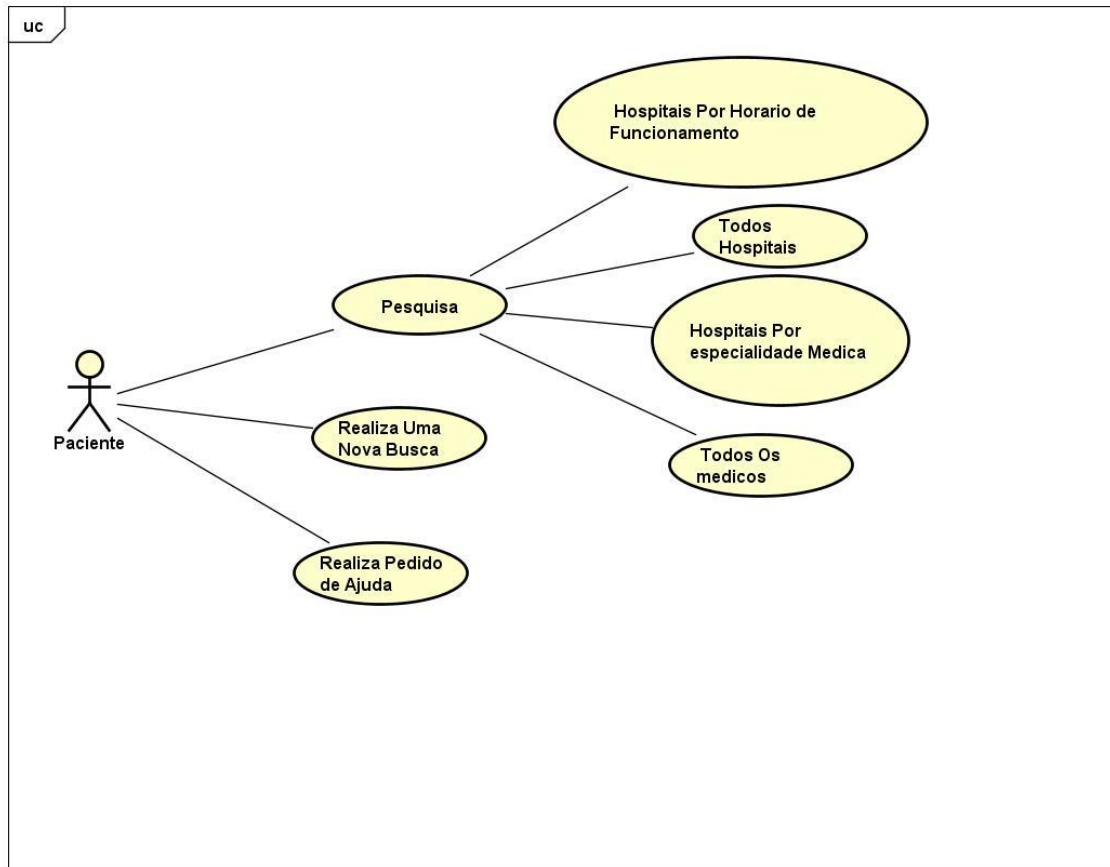 uc
Hospitais Por Horario de
Funcionamento
Todos
Hospitais
Pesquisa
Hospitais Por
especialidade Medica
Paciente
Realiza Uma
Nova Busca
Todos Os
medicos
Realiza Pedido
de Ajuda